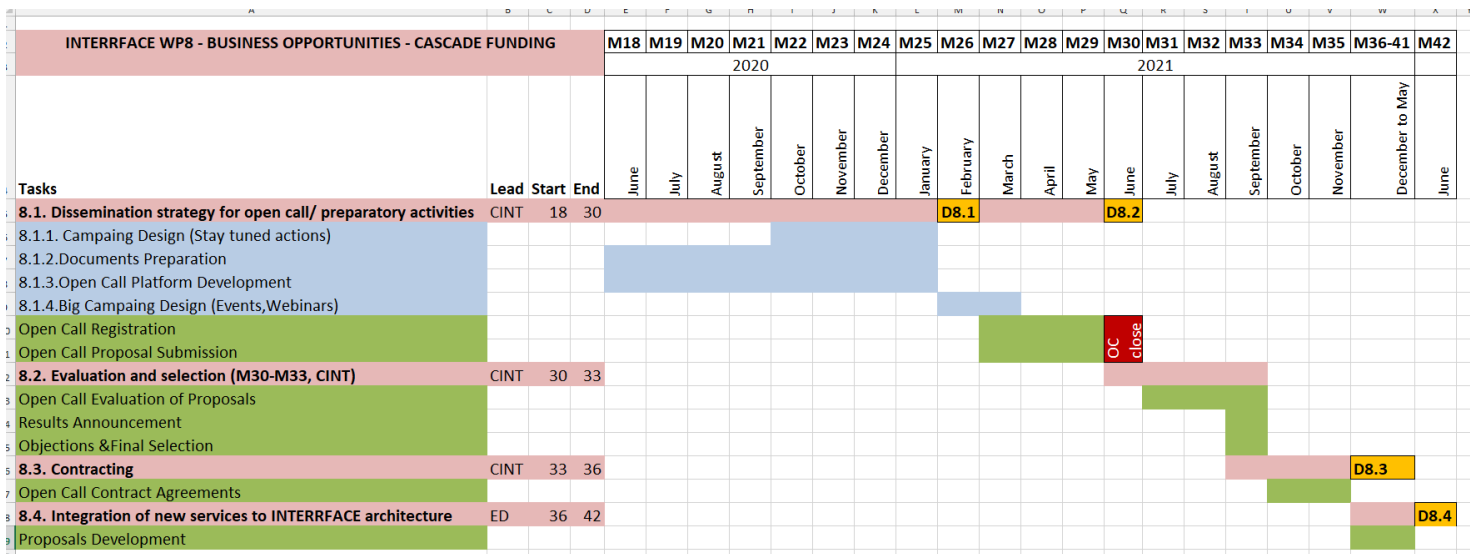 A B C D E F G H I J K L M N O P Q R S T U V W X
INTERRFACE WP8 - BUSINESS OPPORTUNITIES - CASCADE FUNDING M18 M19 M20 M21 M22 M23 M24 M25 M26 M27 M28 M29 M30 M31 M32 M33 M34 M35 M36-41 M42
2020 2021
Tasks Lead Start End June July August September October November December January February March April May June July August September October November December to May June
8.1. Dissemination strategy for open call/ preparatory activities CINT 18 30 D8.1 D8.2
8.1.1. Campaing Design (Stay tuned actions)
8.1.2.Documents Preparation
8.1.3.Open Call Platform Development
8.1.4.Big Campaing Design (Events,Webinars)
Open Call Registration OC close
Open Call Proposal Submission
8.2. Evaluation and selection (M30-M33, CINT) CINT 30 33
Open Call Evaluation of Proposals
Results Announcement
Objections &Final Selection
8.3. Contracting CINT 33 36 D8.3
Open Call Contract Agreements
8.4. Integration of new services to INTERRFACE architecture ED 36 42 D8.4
Proposals Development